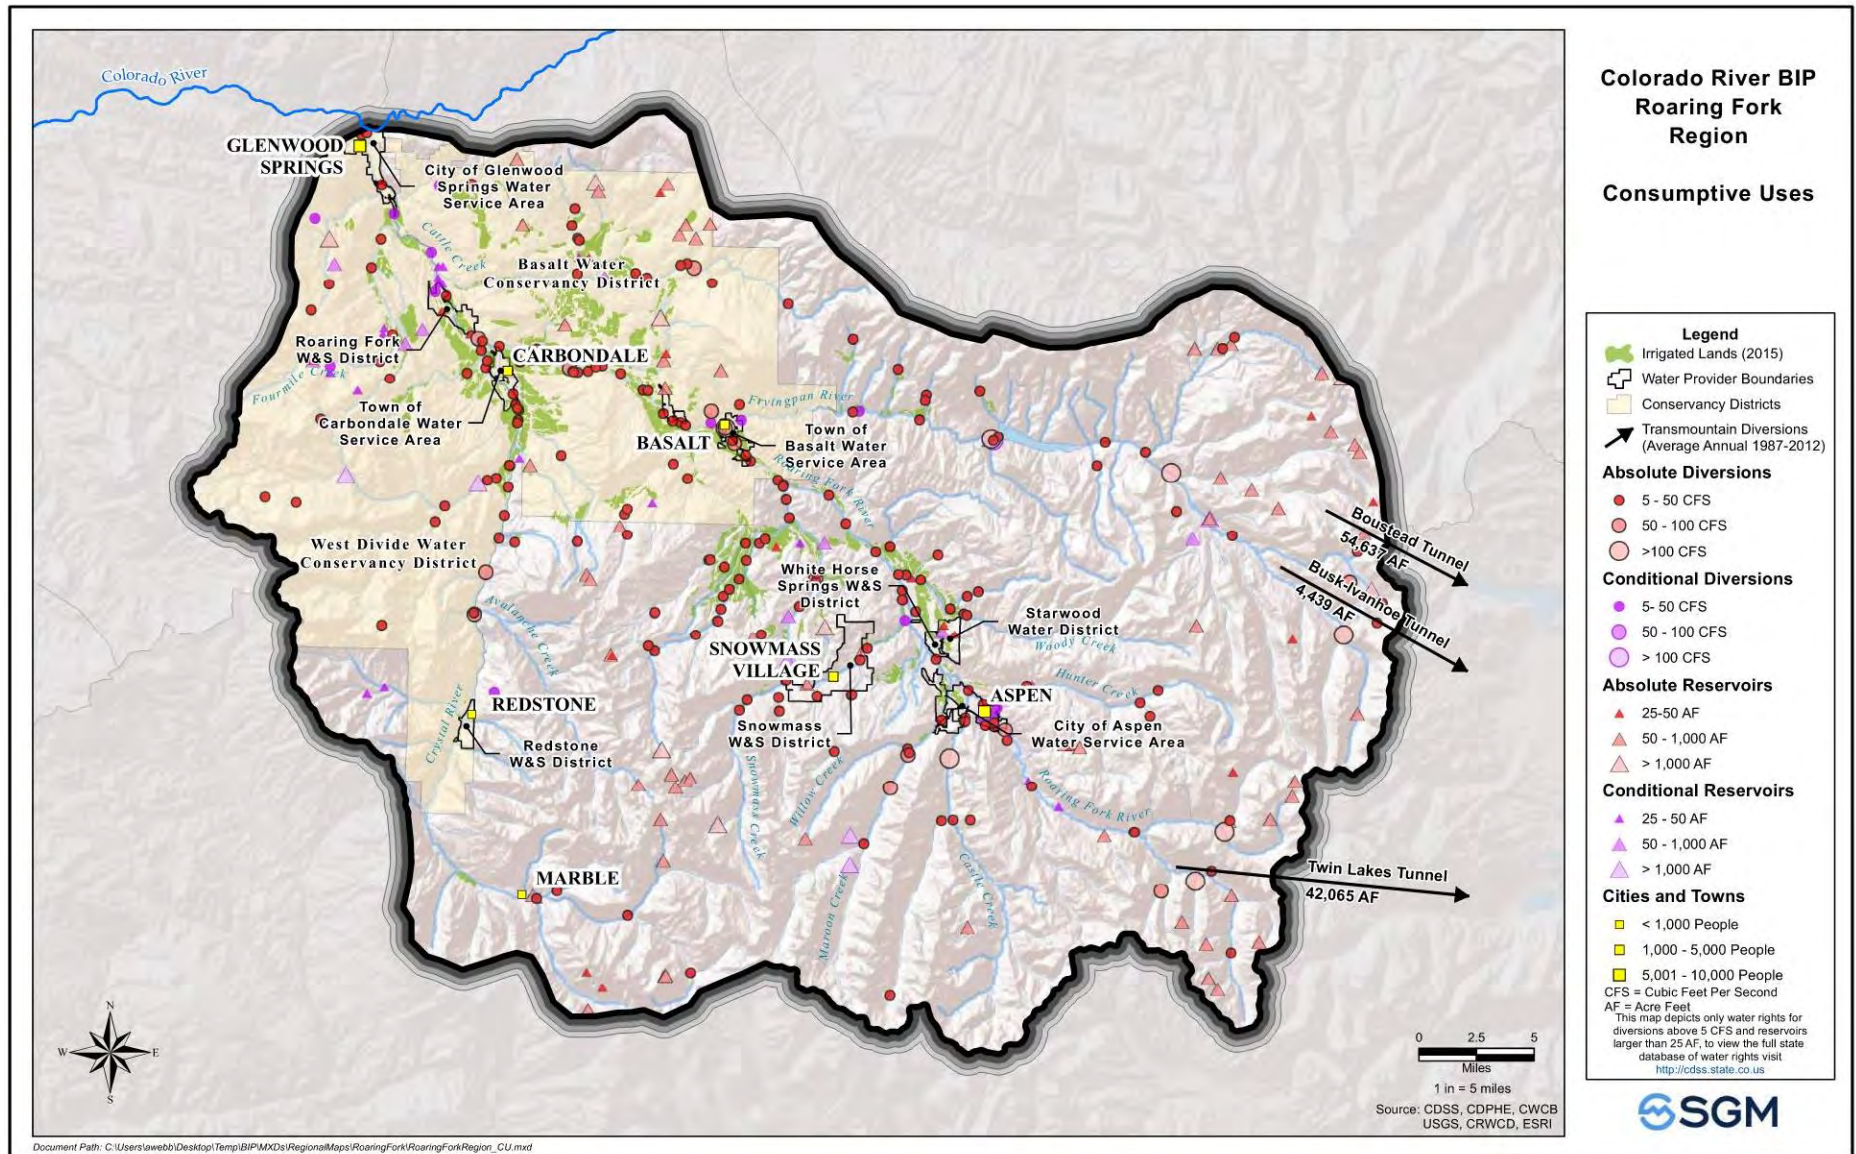 Colorado River BIP
Roaring Fork
Region
Consumptive Uses
Colorado River
GLENWOOD
SPRINGS
City of Glenwood
Springs Water
Service Area
Cattle Creek
Basalt Water
Conservancy District
Roaring Fork
W&S District
CARBONDALE
Fourmile Creek
Town of
Carbondale Water
Service Area
Fryingpan River
BASALT
Town of
Basalt Water
Service Area
Roaring Fork River
West Divide Water
Conservancy District
White Horse
Springs W&S
District
Avalanche Creek
Starwood
Water District
Woody Creek
SNOWMASS
VILLAGE
Hunter Creek
REDSTONE
ASPEN
Crystal River
Redstone
W&S District
Snowmass
W&S District
City of Aspen
Water Service Area
Snowmass Creek
Willow Creek
Roaring Fork River
Castle Creek
Maroon Creek
MARBLE
Boustead Tunnel
54,637 AF
Busk-Ivanhoe Tunnel
4,439 AF
Twin Lakes Tunnel
42,065 AF
N
W
E
S
0 2.5 5
Miles
1 in = 5 miles
Source: CDSS, CDPHE, CWCB
USGS, CRWCD, ESRI
Legend
Irrigated Lands (2015)
Water Provider Boundaries
Conservancy Districts
Transmountain Diversions
(Average Annual 1987-2012)
Absolute Diversions
5 - 50 CFS
50 - 100 CFS
>100 CFS
Conditional Diversions
5- 50 CFS
50 - 100 CFS
> 100 CFS
Absolute Reservoirs
25-50 AF
50 - 1,000 AF
> 1,000 AF
Conditional Reservoirs
25 - 50 AF
50 - 1,000 AF
> 1,000 AF
Cities and Towns
< 1,000 People
1,000 - 5,000 People
5,001 - 10,000 People
CFS = Cubic Feet Per Second
AF = Acre Feet
This map depicts only water rights for
diversions above 5 CFS and reservoirs
larger than 25 AF, to view the full state
database of water rights visit
http://cdss.state.co.us
SGM
Document Path: C:\Users\awebb\Desktop\Temp\BIP\MXDs\RegionalMaps\RoaringFork\RoaringForkRegion_CU.mxd